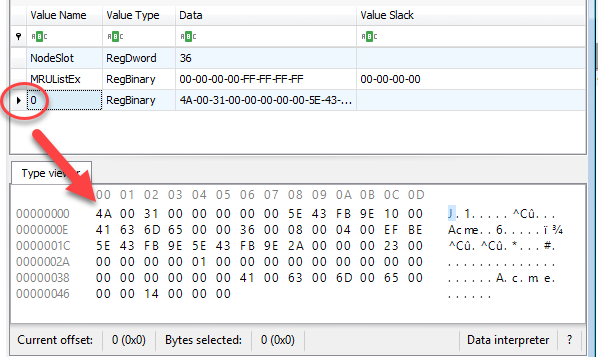 Value Name Value Type Data Value Slack
ABC ABC ABC ABC
NodeSlot RegDword 36
MRUListEx RegBinary 00-00-00-00-FF-FF-FF-FF 00-00-00-00
0 RegBinary 4A-00-31-00-00-00-00-00-5E-43-...
Type viewer
00 01 02 03 04 05 06 07 08 09 0A 0B 0C 0D
00000000 4A 00 31 00 00 00 00 00 5E 43 FB 9E 10 00 J.1.....^Cû...
0000000E 41 63 6D 65 00 00 36 00 08 00 04 00 EF BE Acme..6.....ï¾
0000001C 5E 43 FB 9E 5E 43 FB 9E 2A 00 00 00 23 00 ^Cû.^Cû.*...#.
0000002A 00 00 00 00 01 00 00 00 00 00 00 00 00 00 ..............
00000038 00 00 00 00 00 00 41 00 63 00 6D 00 65 00 ......A.c.m.e.
00000046 00 00 14 00 00 00 ......
Current offset: 0 (0x0) Bytes selected: 0 (0x0) Data interpreter ?